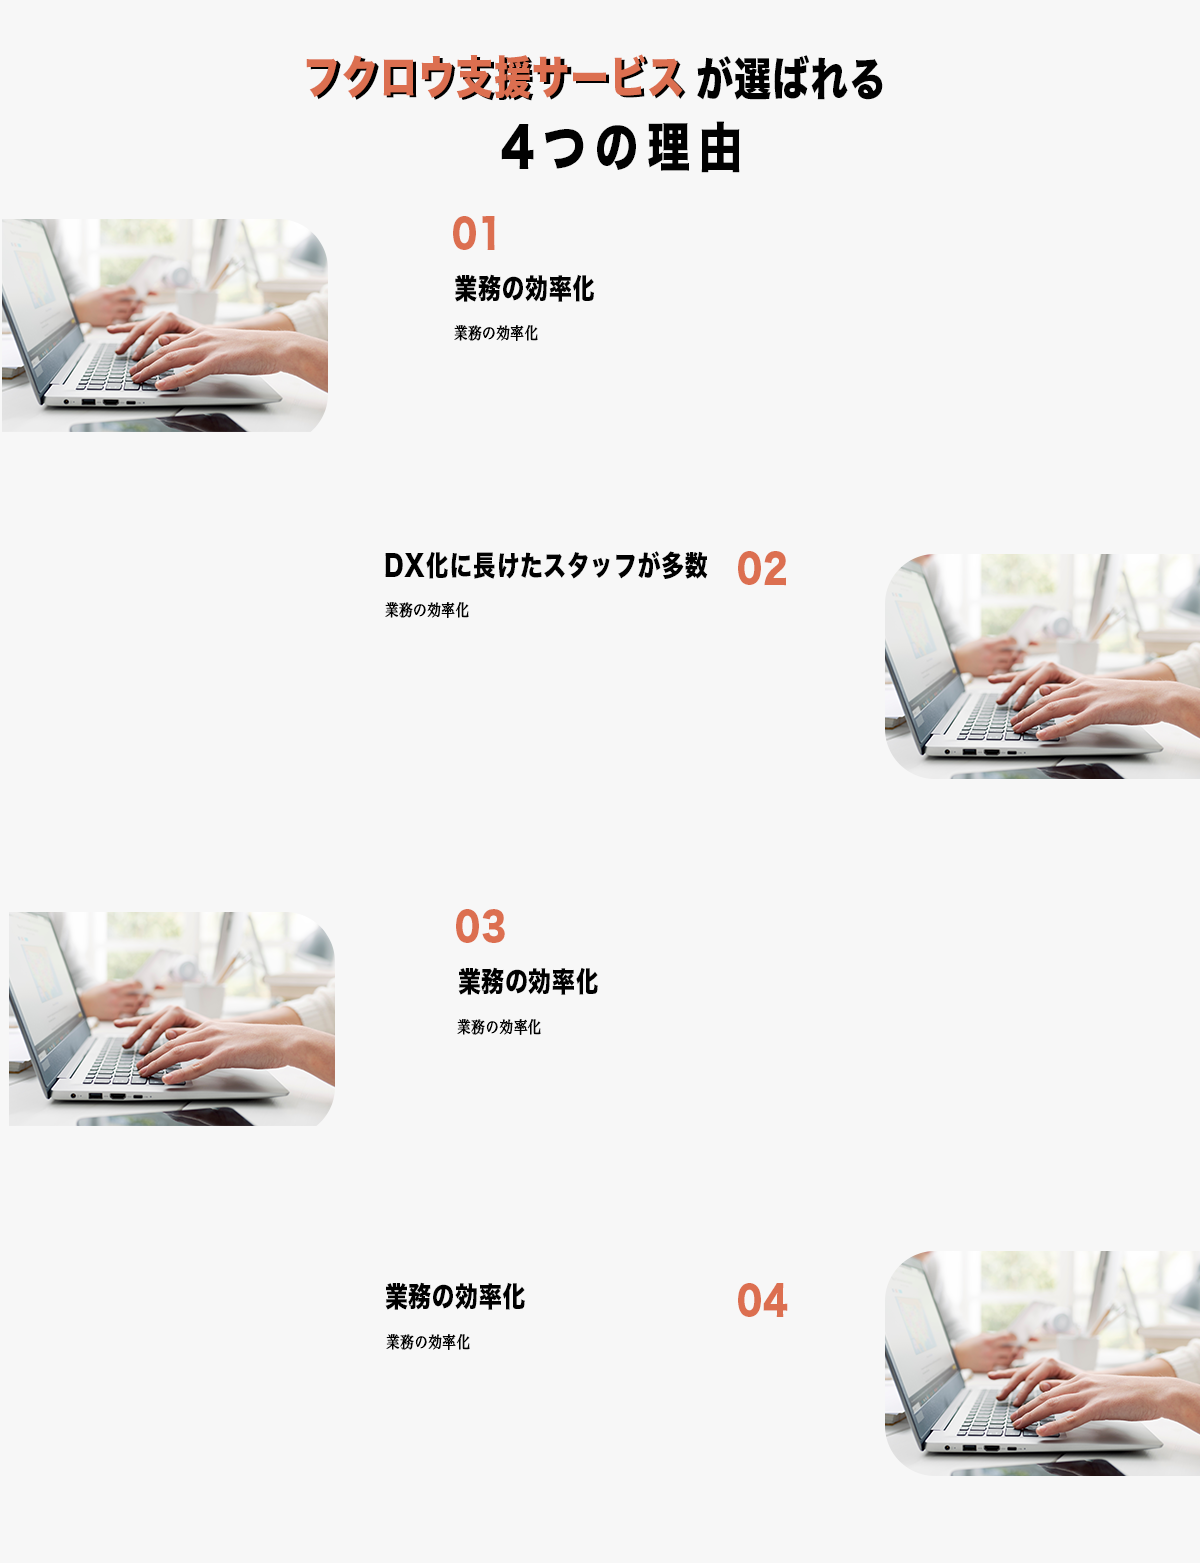 フクロウ支援サービス が選ばれる
4つの理由
01
業務の効率化
業務の効率化
DX化に長けたスタッフが多数 02
業務の効率化
03
業務の効率化
業務の効率化
業務の効率化 04
業務の効率化